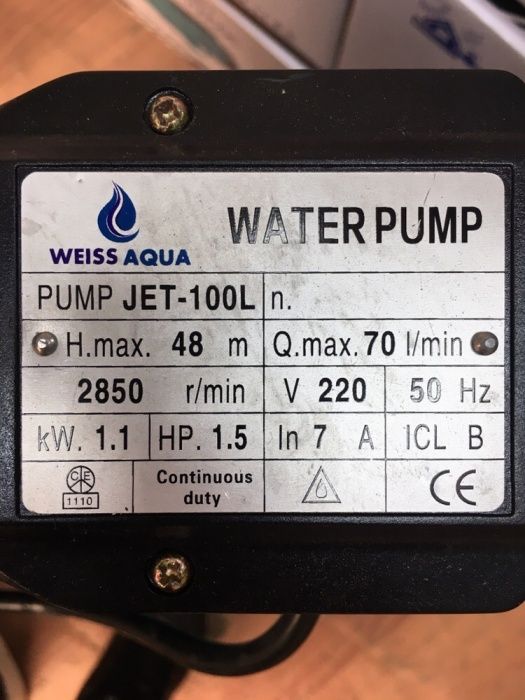 WEISS AQUA
WATER PUMP
PUMP JET-100L n.
H.max. 48 m Q.max. 70 l/min
2850 r/min V 220 50 Hz
kW. 1.1 HP. 1.5 In 7 A ICL B
1110 Continuous duty CE